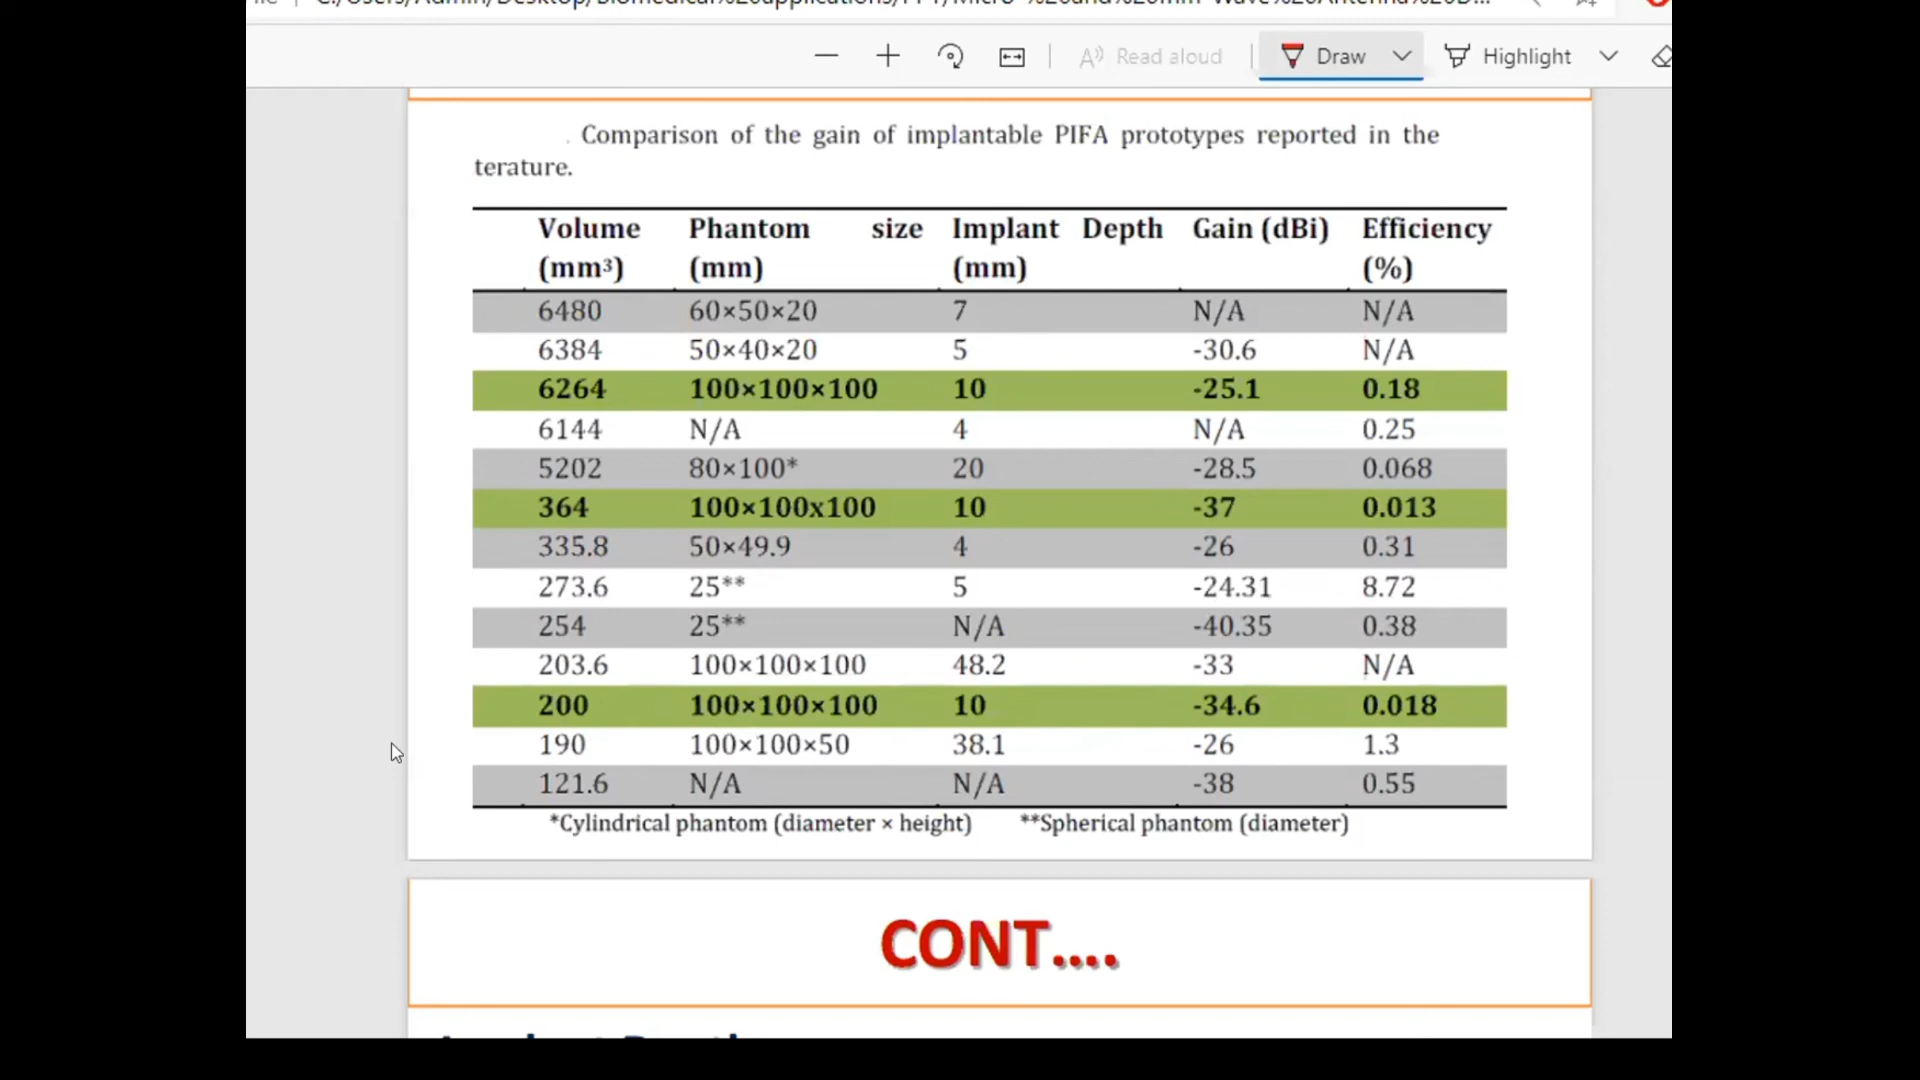 Read aloud
Draw
Highlight
Comparison of the gain of implantable PIFA prototypes reported in the
terature.
Volume (mm³) Phantom size (mm) Implant Depth (mm) Gain (dBi) Efficiency (%)
6480 60×50×20 7 N/A N/A
6384 50×40×20 5 -30.6 N/A
6264 100×100×100 10 -25.1 0.18
6144 N/A 4 N/A 0.25
5202 80×100* 20 -28.5 0.068
364 100×100x100 10 -37 0.013
335.8 50×49.9 4 -26 0.31
273.6 25** 5 -24.31 8.72
254 25** N/A -40.35 0.38
203.6 100×100×100 48.2 -33 N/A
200 100×100×100 10 -34.6 0.018
190 100×100×50 38.1 -26 1.3
121.6 N/A N/A -38 0.55
*Cylindrical phantom (diameter × height) **Spherical phantom (diameter)
CONT....